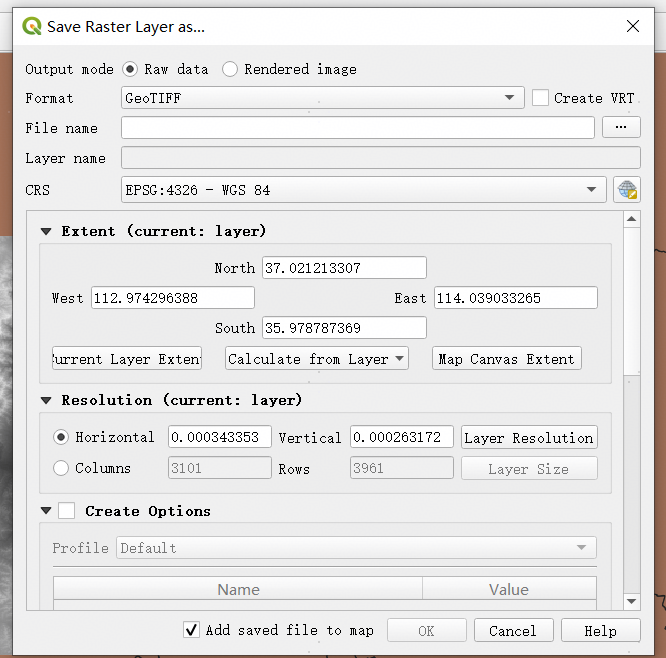 Save Raster Layer as...
Output mode Raw data Rendered image
Format GeoTIFF Create VRT
File name ...
Layer name
CRS EPSG:4326 - WGS 84
Extent (current: layer)
North 37.021213307
West 112.974296388 East 114.039033265
South 35.978787369
urrent Layer Exten Calculate from Layer Map Canvas Extent
Resolution (current: layer)
Horizontal 0.000343353 Vertical 0.000263172 Layer Resolution
Columns 3101 Rows 3961 Layer Size
Create Options
Profile Default
Name Value
Add saved file to map OK Cancel Help